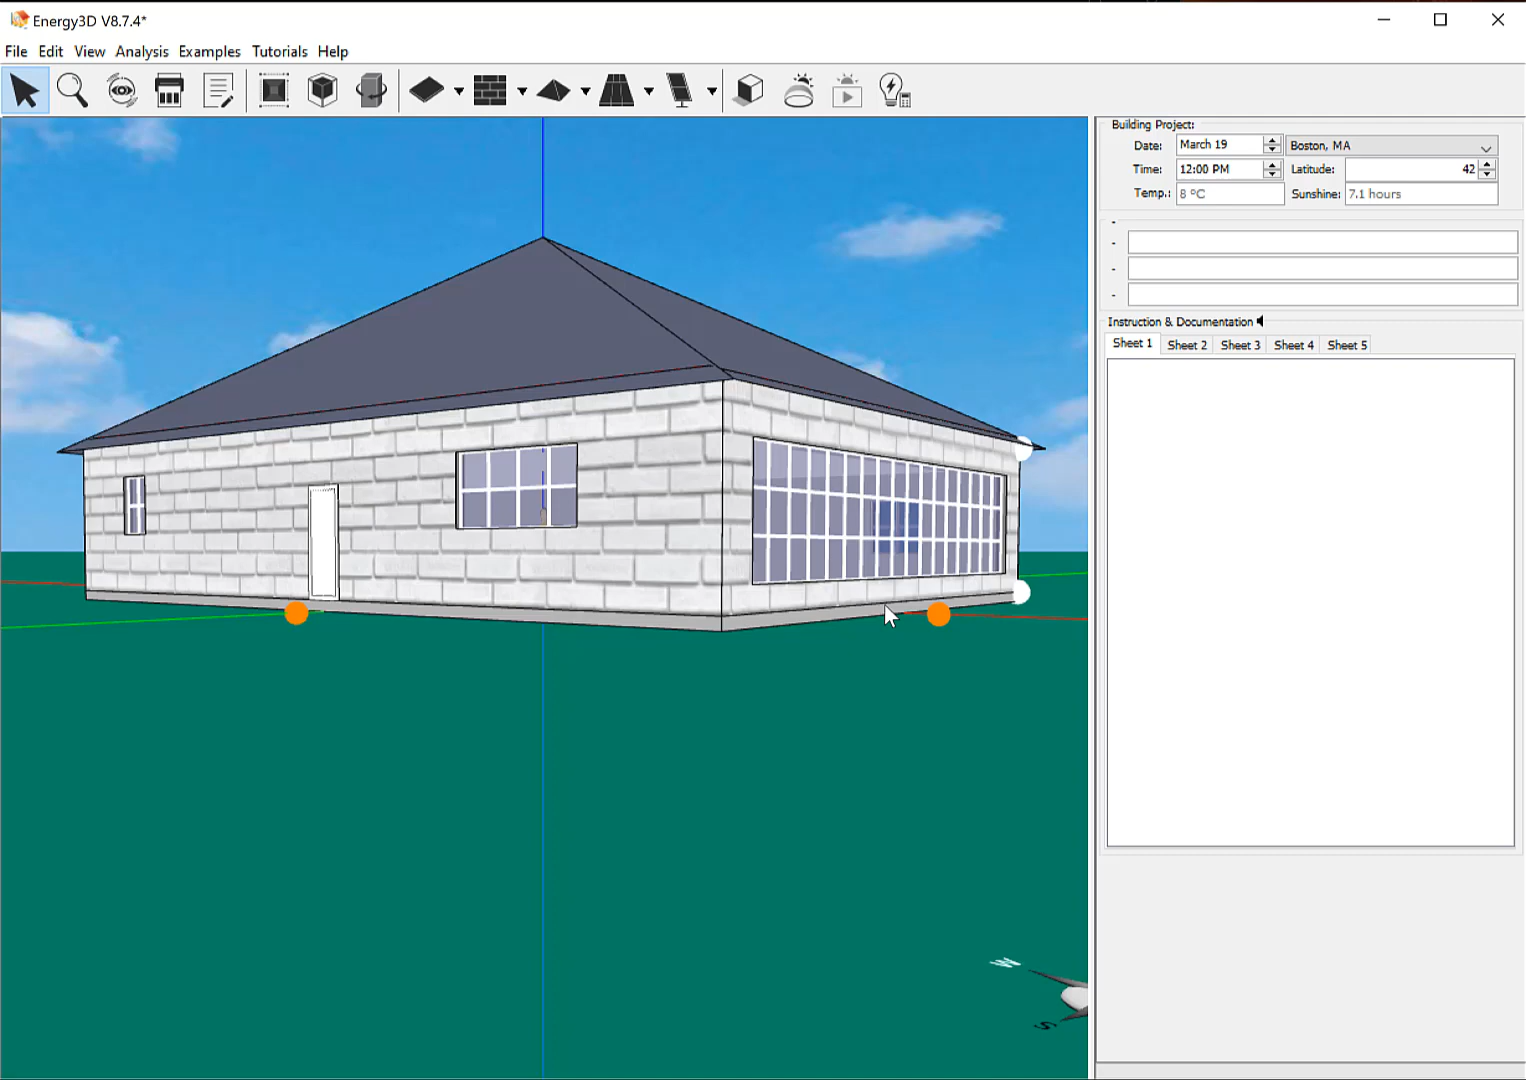 Energy3D V8.7.4*
File Edit View Analysis Examples Tutorials Help
Building Project:
Date: March 19 Boston, MA
Time: 12:00 PM Latitude: 42
Temp.: 8 ºC Sunshine: 7.1 hours
-
-
-
-
Instruction & Documentation
Sheet 1 Sheet 2 Sheet 3 Sheet 4 Sheet 5
W
S